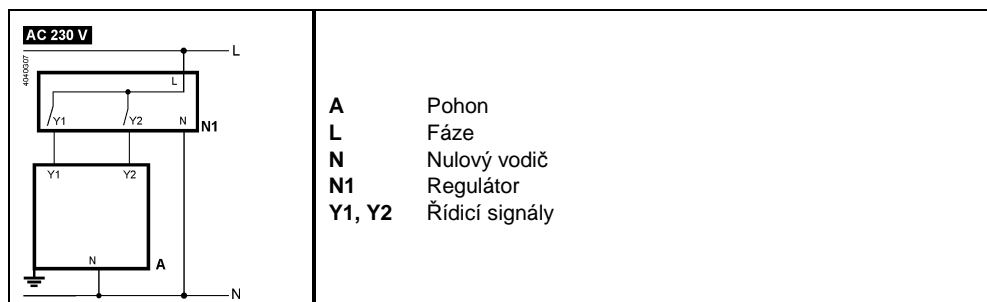 AC 230 V
L
4040G07
L
Y1 Y2 N N1
Y1 Y2
N A
N
A Pohon
L Fáze
N Nulový vodič
N1 Regulátor
Y1, Y2 Řídicí signály